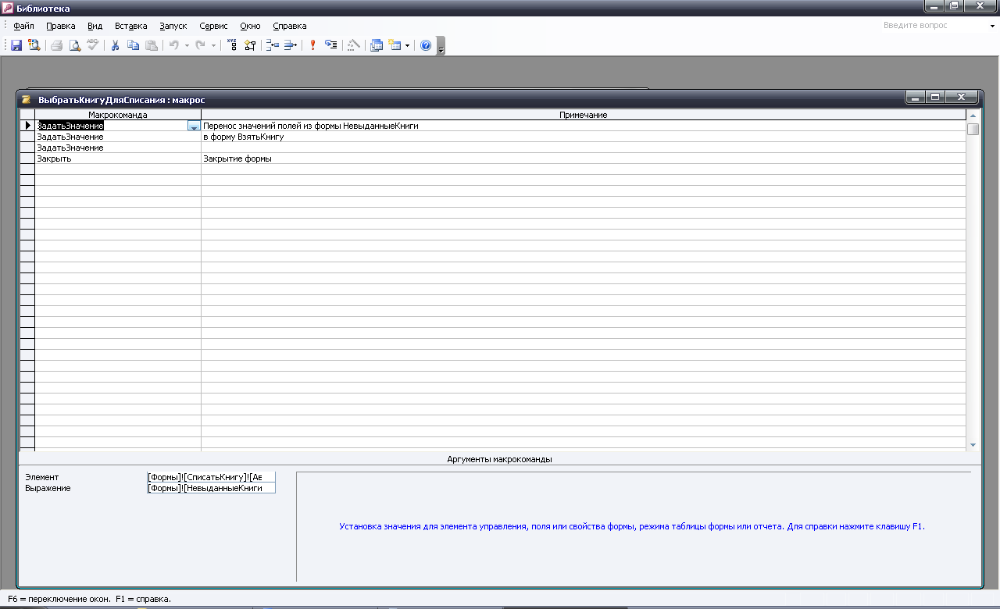 Библиотека
Файл Правка Вид Вставка Запуск Сервис Окно Справка Введите вопрос
ВыбратьКнигуДляСписания : макрос
Макрокоманда Примечание
ЗадатьЗначение Перенос значений полей из формы НевыданныеКниги
ЗадатьЗначение в форму ВзятьКнигу
ЗадатьЗначение
Закрыть Закрытие формы
Аргументы макрокоманды
Элемент [Формы]![СписатьКнигу]![Ав
Выражение [Формы]![НевыданныеКниги
Установка значения для элемента управления, поля или свойства формы, режима таблицы формы или отчета. Для справки нажмите клавишу F1.
F6 = переключение окон. F1 = справка.